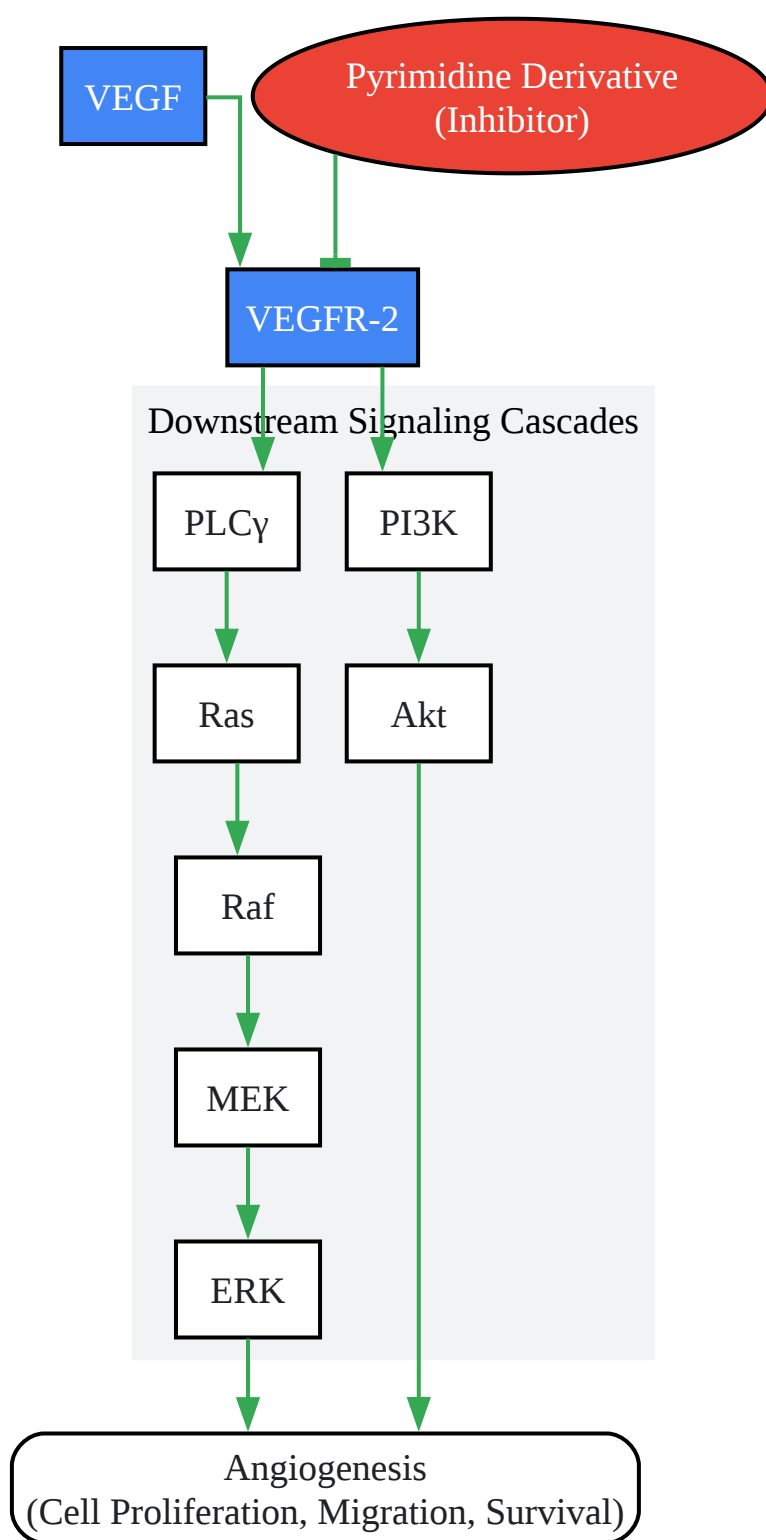 VEGF
Pyrimidine Derivative
(Inhibitor)
VEGFR-2
Downstream Signaling Cascades
PLCγ
PI3K
Ras
Akt
Raf
MEK
ERK
Angiogenesis
(Cell Proliferation, Migration, Survival)